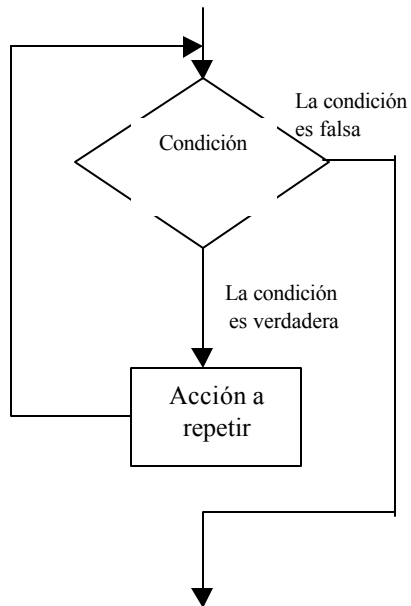 La condición
es falsa
Condición
La condición
es verdadera
Acción a
repetir